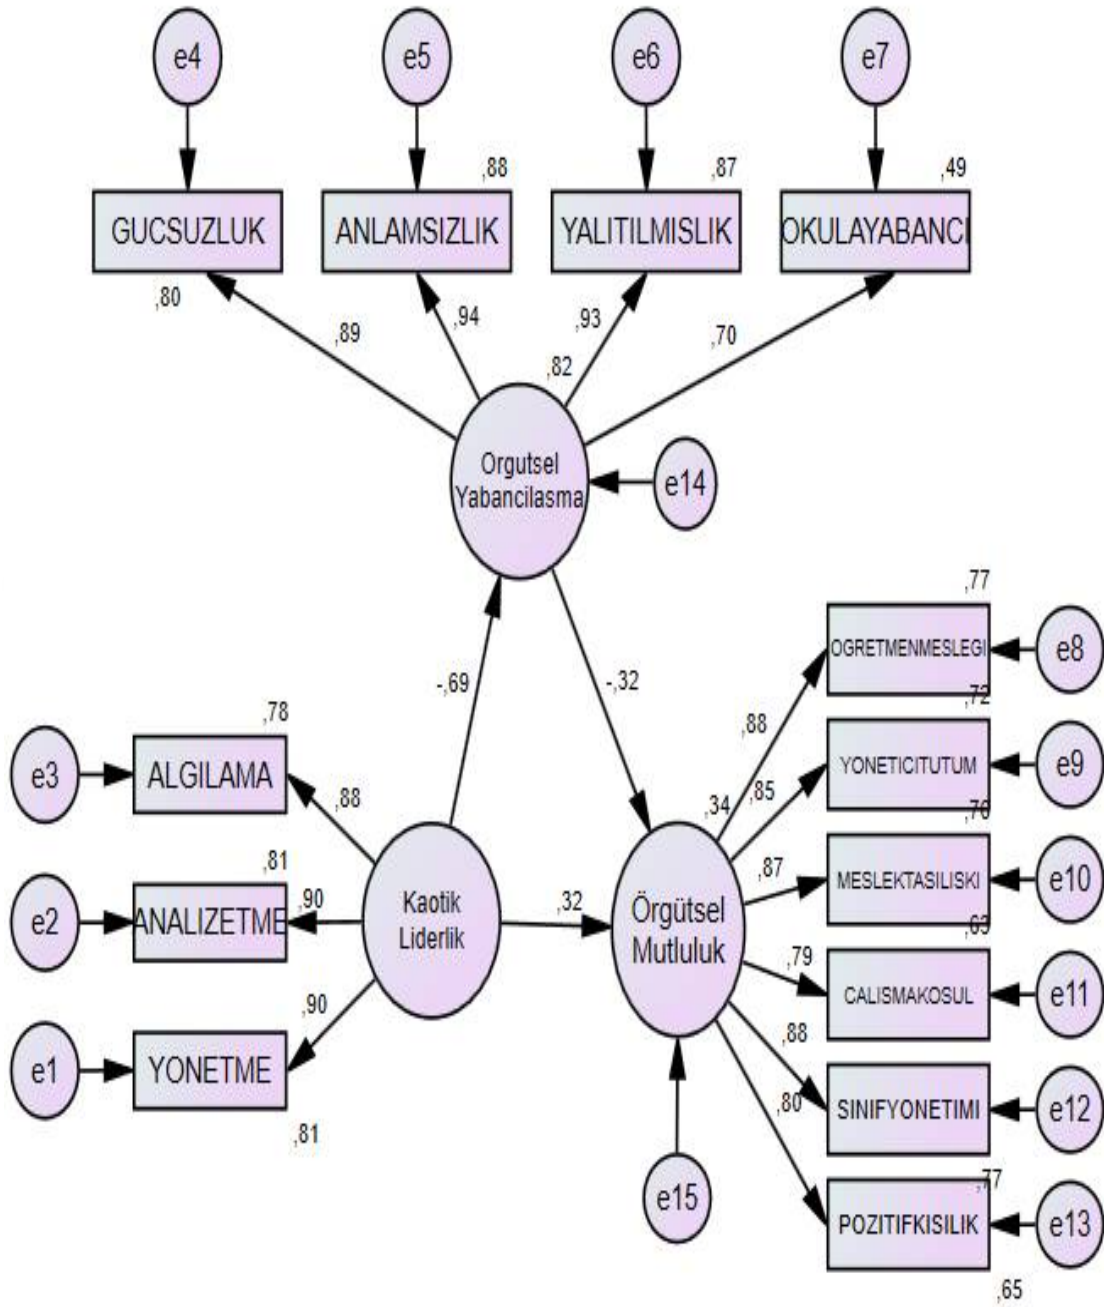 e4
e5
e6
e7
,88
,87
,49
GUCSUZLUK
ANLAMSIZLIK
YALITILMISLIK
OKULAYABANCI
,80
,89
,94
,93
,70
,82
Orgutsel
Yabancilasma
e14
,77
OGRETMENMESLEGI
e8
-,69
-,32
,72
,88
,78
e3
ALGILAMA
YONETICITUTUM
e9
,88
,34
,85
,76
,81
,87
MESLEKTASILISKI
e10
e2
ANALIZETME
,90
Kaotik
Liderlik
,32
Örgütsel
Mutluluk
,63
,79
CALISMAKOSUL
e11
,90
,88
e1
YONETME
,80
SINIFYONETIMI
e12
,81
,77
e15
POZITIFKISILIK
e13
,65